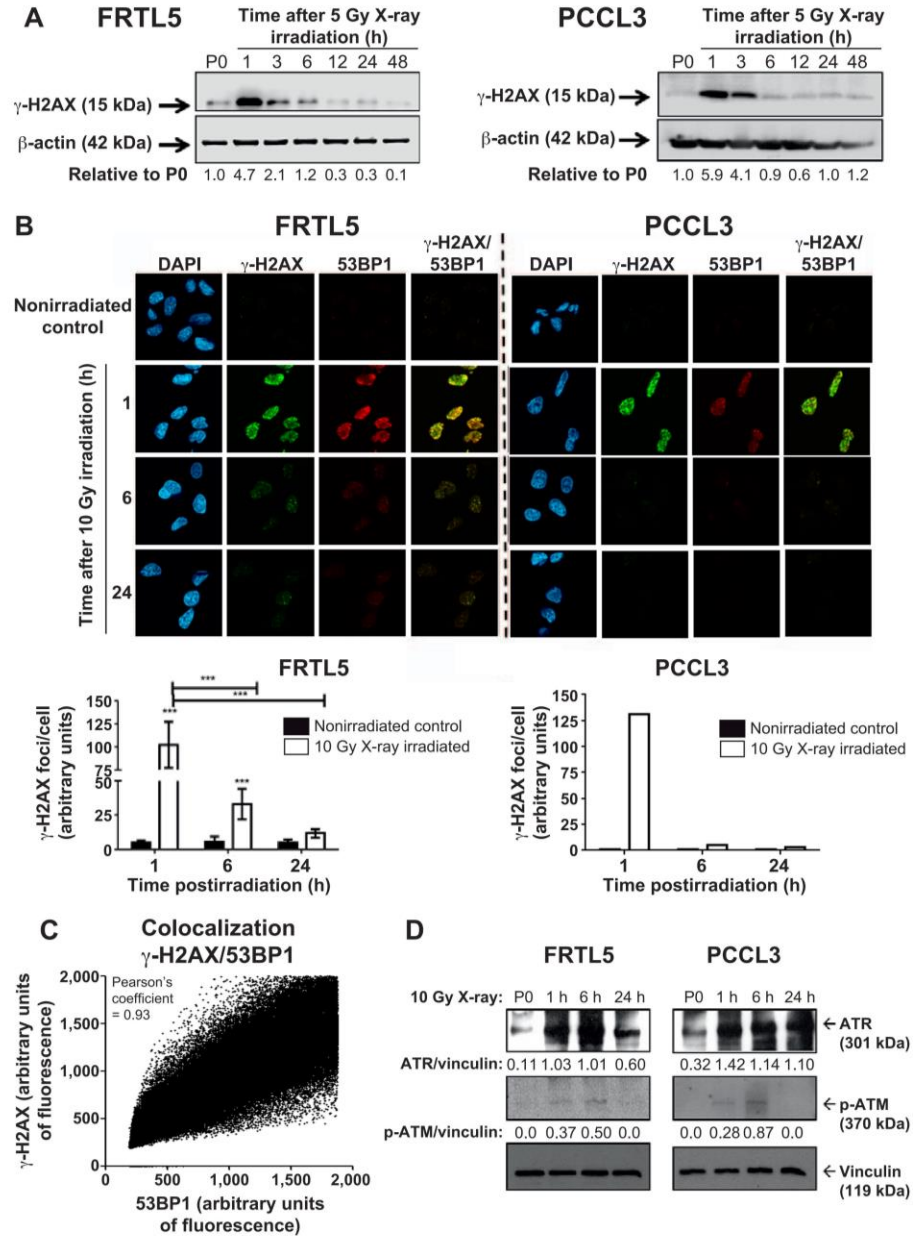 A
FRTL5
Time after 5 Gy X-ray
irradiation (h)
P0 1 3 6 12 24 48
γ-H2AX (15 kDa)
β-actin (42 kDa)
Relative to P0 1.0 4.7 2.1 1.2 0.3 0.3 0.1
PCCL3
Time after 5 Gy X-ray
irradiation (h)
P0 1 3 6 12 24 48
γ-H2AX (15 kDa)
β-actin (42 kDa)
Relative to P0 1.0 5.9 4.1 0.9 0.6 1.0 1.2
B
FRTL5
DAPI γ-H2AX 53BP1 γ-H2AX/
53BP1
PCCL3
DAPI γ-H2AX 53BP1 γ-H2AX/
53BP1
Nonirradiated
control
Time after 10 Gy irradiation (h)
1
6
24
FRTL5
γ-H2AX foci/cell
(arbitrary units)
150
125
100
75
50
25
0
***
***
***
***
Nonirradiated control
10 Gy X-ray irradiated
1 6 24
Time postirradiation (h)
PCCL3
γ-H2AX foci/cell
(arbitrary units)
150
125
100
75
50
25
0
Nonirradiated control
10 Gy X-ray irradiated
1 6 24
Time postirradiation (h)
C
Colocalization
γ-H2AX/53BP1
γ-H2AX (arbitrary units
of fluorescence)
2,000
1,500
1,000
500
0
Pearson's
coefficient
= 0.93
500 1,000 1,500 2,000
53BP1 (arbitrary units
of fluorescence)
D
FRTL5 PCCL3
10 Gy X-ray: P0 1 h 6 h 24 h P0 1 h 6 h 24 h
ATR
(301 kDa)
ATR/vinculin: 0.11 1.03 1.01 0.60 0.32 1.42 1.14 1.10
p-ATM
(370 kDa)
p-ATM/vinculin: 0.0 0.37 0.50 0.0 0.0 0.28 0.87 0.0
Vinculin
(119 kDa)